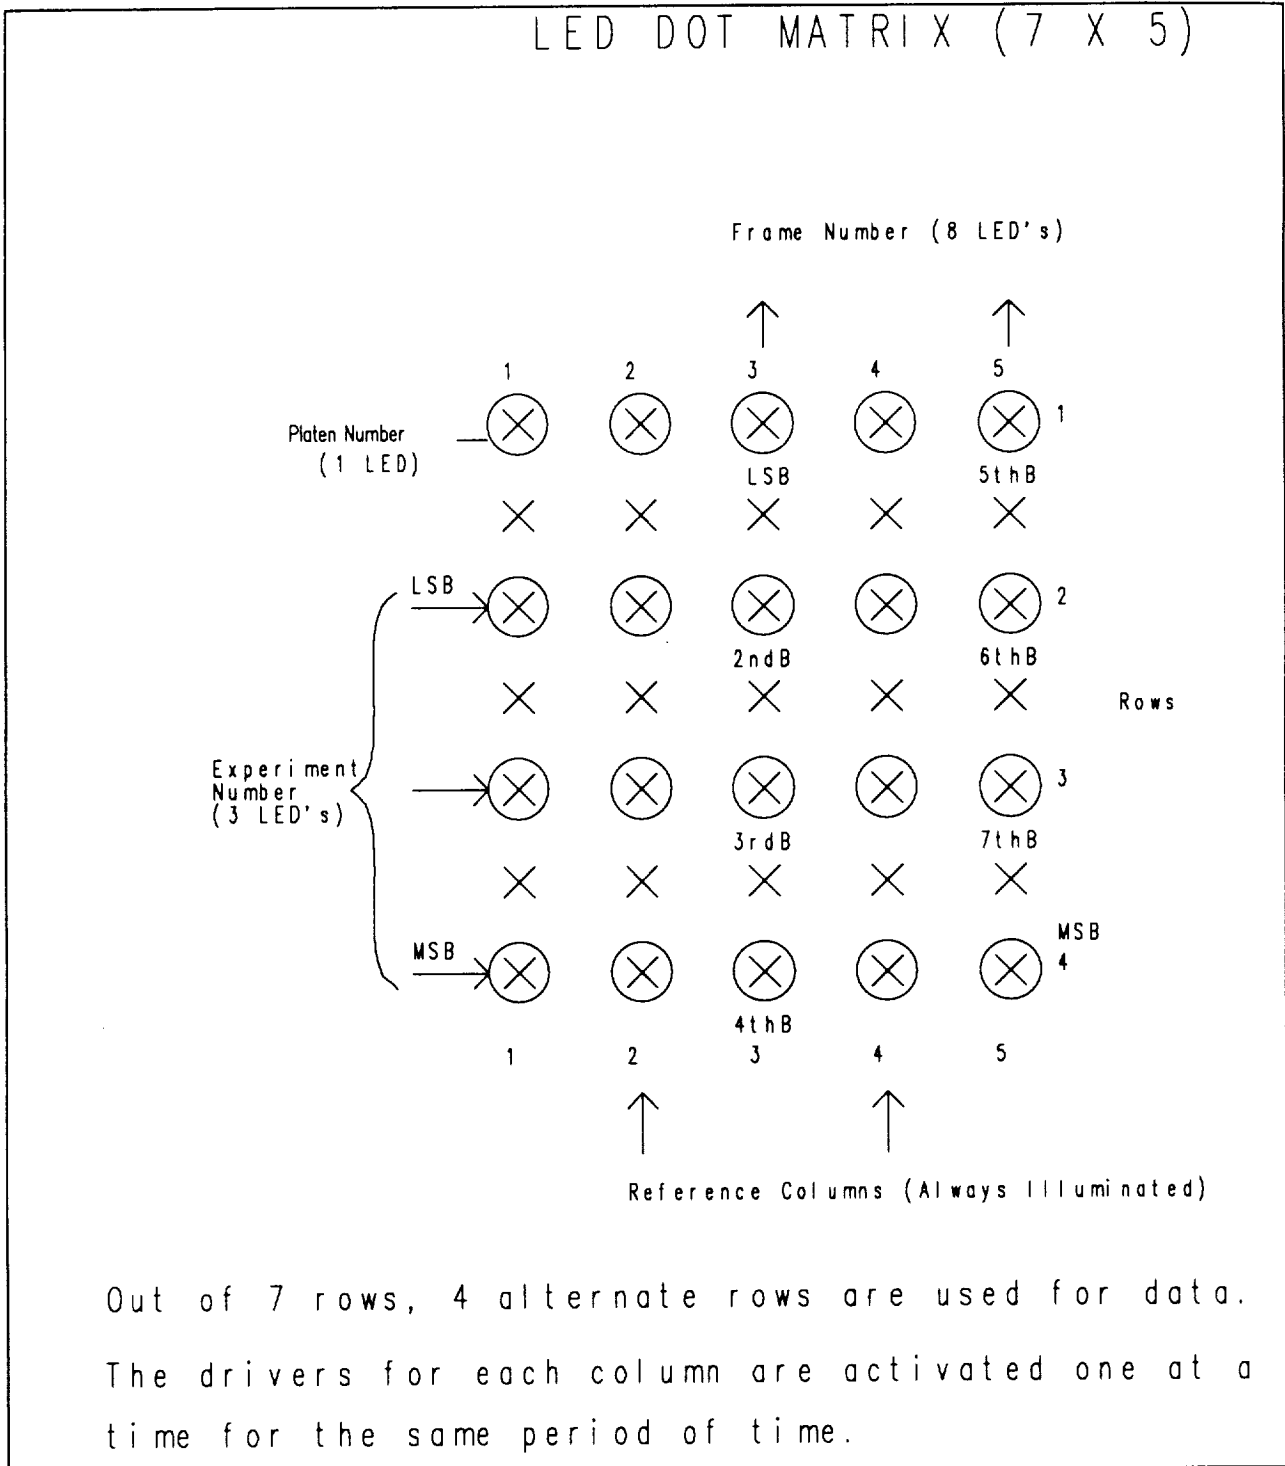 LED DOT MATRIX (7 X 5)
Frame Number (8 LED's)
1 2 3 4 5
Platen Number
(1 LED)
1
LSB 5thB
LSB
2
2ndB 6thB
Rows
Experiment
Number
(3 LED's)
3
3rdB 7thB
MSB
MSB
4
4thB
1 2 3 4 5
Reference Columns (Always Illuminated)
Out of 7 rows, 4 alternate rows are used for data.
The drivers for each column are activated one at a
time for the same period of time.